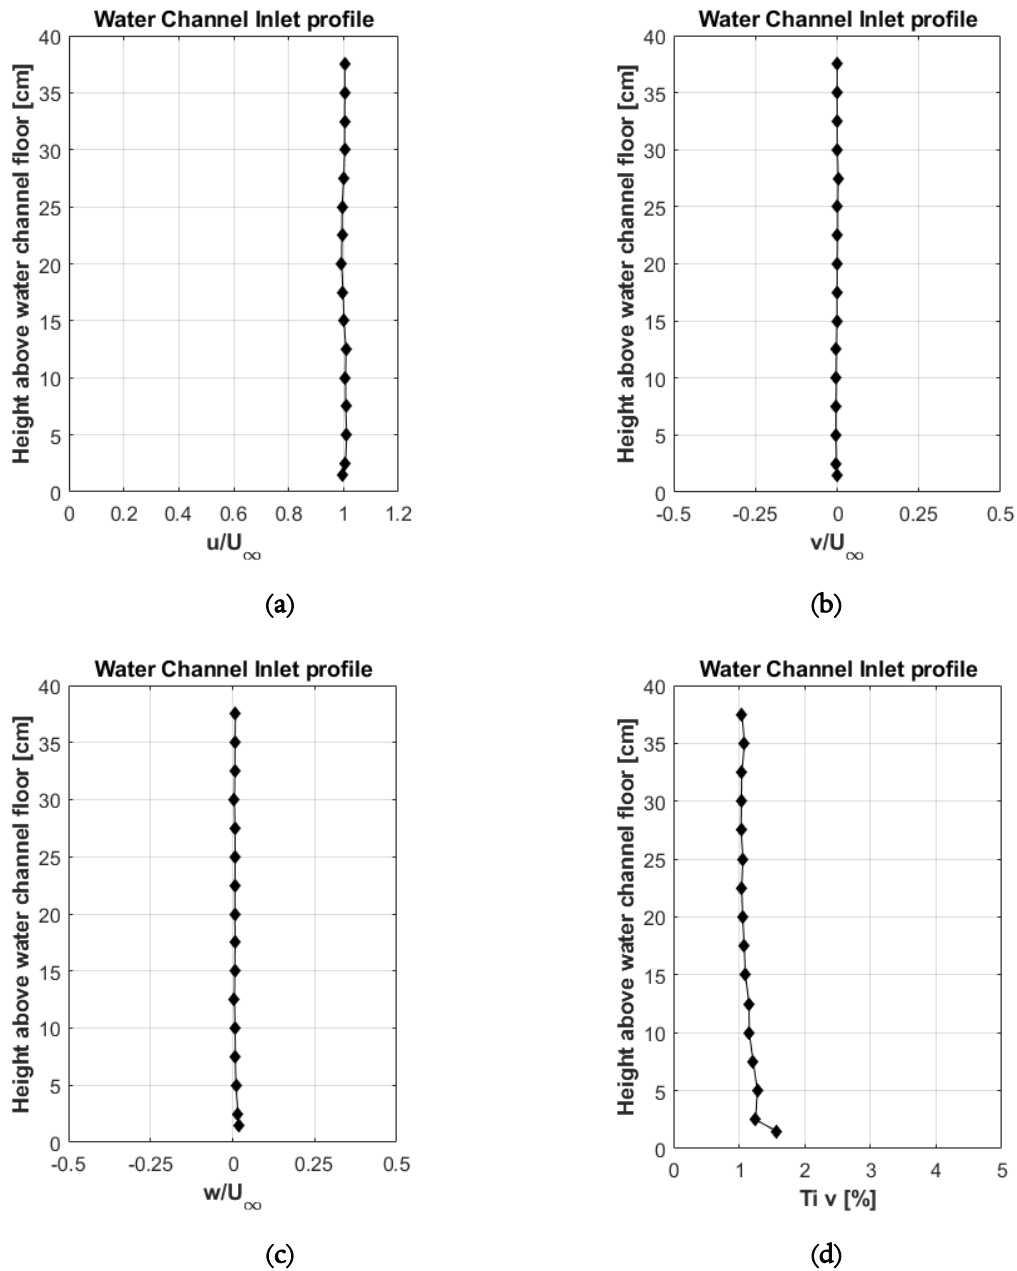 Water Channel Inlet profile
Height above water channel floor [cm]
40
35
30
25
20
15
10
5
0
0 0.2 0.4 0.6 0.8 1 1.2
u/U∞
(a)
Water Channel Inlet profile
Height above water channel floor [cm]
40
35
30
25
20
15
10
5
0
-0.5 -0.25 0 0.25 0.5
v/U∞
(b)
Water Channel Inlet profile
Height above water channel floor [cm]
40
35
30
25
20
15
10
5
0
-0.5 -0.25 0 0.25 0.5
w/U∞
(c)
Water Channel Inlet profile
Height above water channel floor [cm]
40
35
30
25
20
15
10
5
0
0 1 2 3 4 5
Ti v [%]
(d)